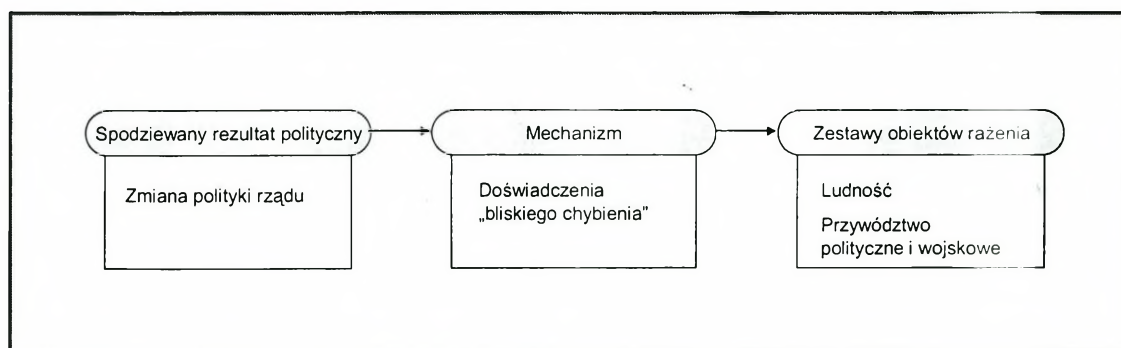 Spodziewany rezultat polityczny
Zmiana polityki rządu
Mechanizm
Doświadczenia
„bliskiego chybienia”
Zestawy obiektów rażenia
Ludność
Przywództwo
polityczne i wojskowe